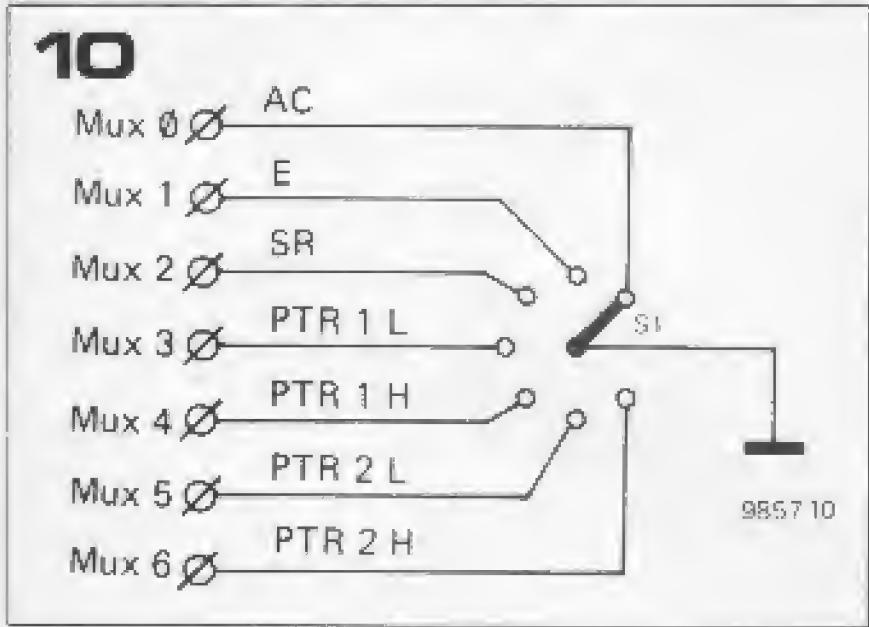 10
Mux Ø AC
Mux 1 E
Mux 2 SR
Mux 3 PTR 1 L
S1
Mux 4 PTR 1 H
Mux 5 PTR 2 L
9857 10
Mux 6 PTR 2 H